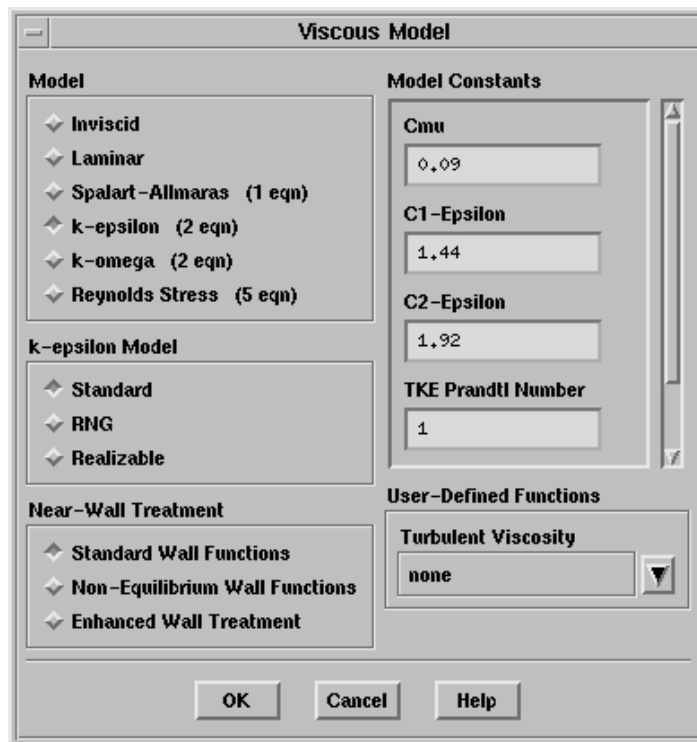 Viscous Model
Model
Inviscid
Laminar
Spalart-Allmaras (1 eqn)
k-epsilon (2 eqn)
k-omega (2 eqn)
Reynolds Stress (5 eqn)
k-epsilon Model
Standard
RNG
Realizable
Near-Wall Treatment
Standard Wall Functions
Non-Equilibrium Wall Functions
Enhanced Wall Treatment
Model Constants
Cmu
0.09
C1-Epsilon
1.44
C2-Epsilon
1.92
TKE Prandtl Number
1
User-Defined Functions
Turbulent Viscosity
none
OK Cancel Help